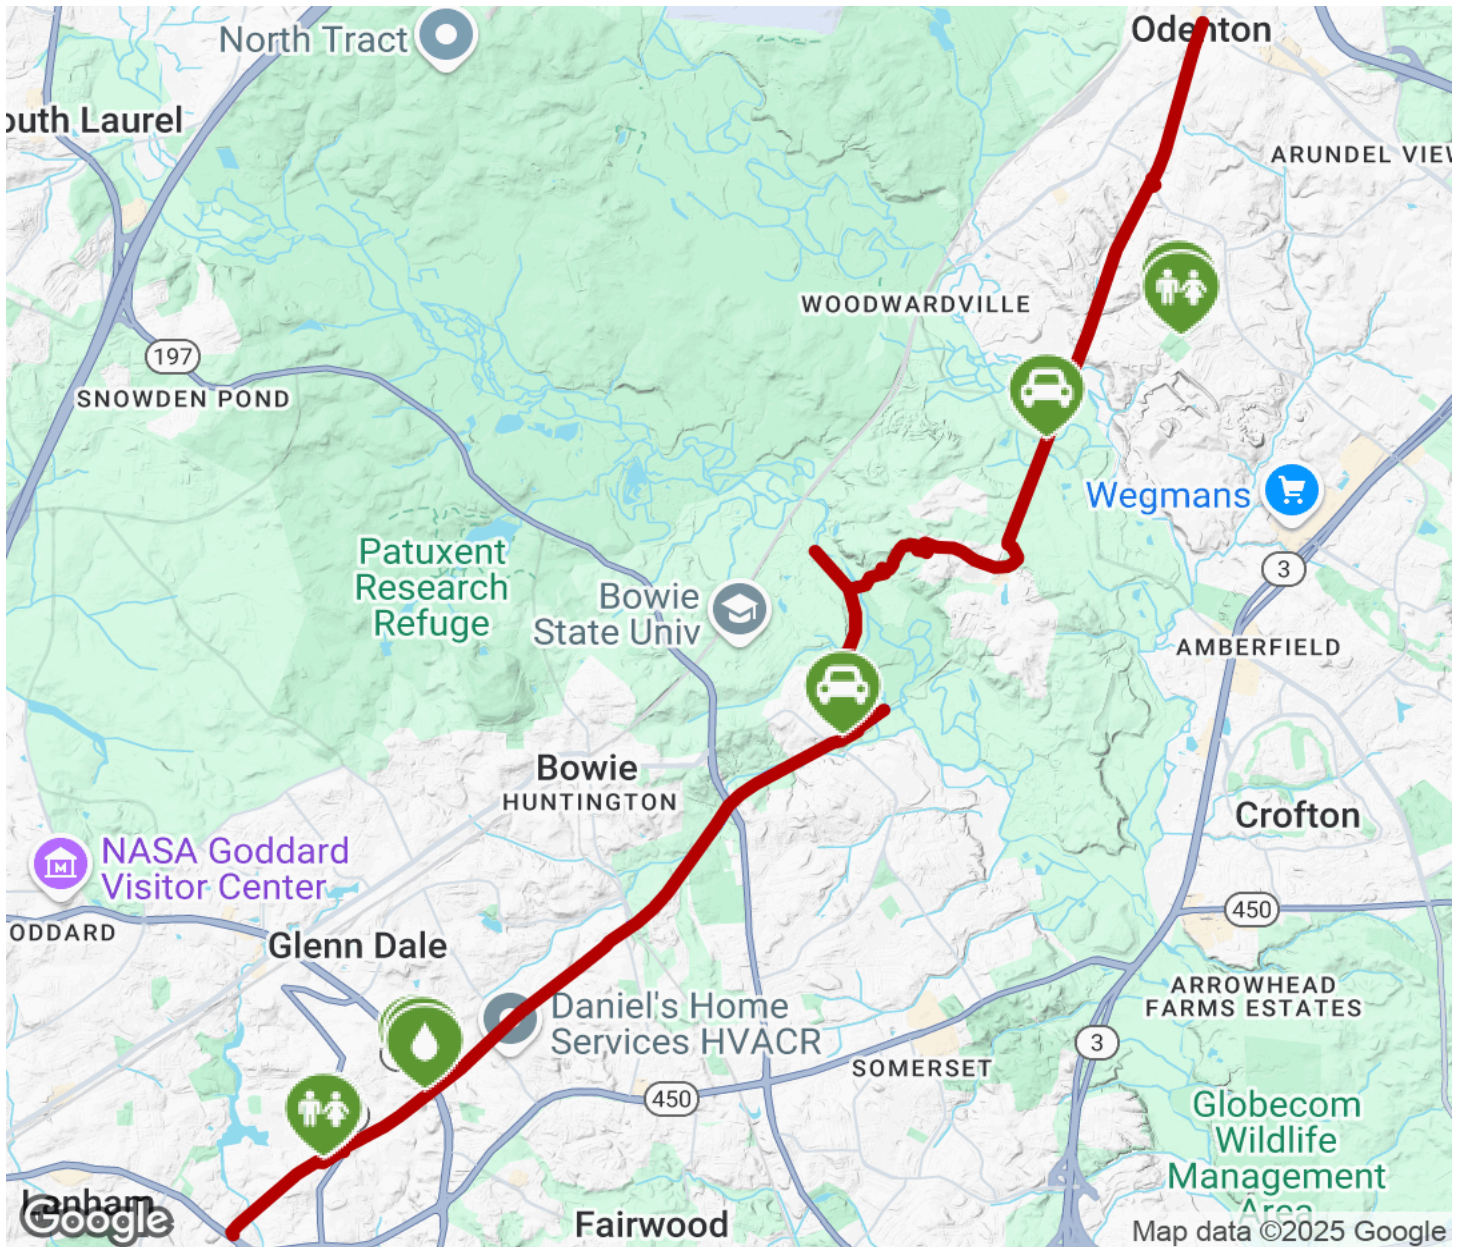 North Tract
Odenton
outh Laurel
ARUNDEL VIEW
WOODWARDVILLE
197
SNOWDEN POND
Wegmans
Patuxent
Research
Refuge
3
Bowie
State Univ
AMBERFIELD
Bowie
HUNTINGTON
Crofton
NASA Goddard
Visitor Center
450
ODDARD
Glenn Dale
ARROWHEAD
FARMS ESTATES
Daniel's Home
Services HVACR
3
SOMERSET
450
Globecom
Wildlife
Management
Area
Lanham
Google
Fairwood
Map data ©2025 Google